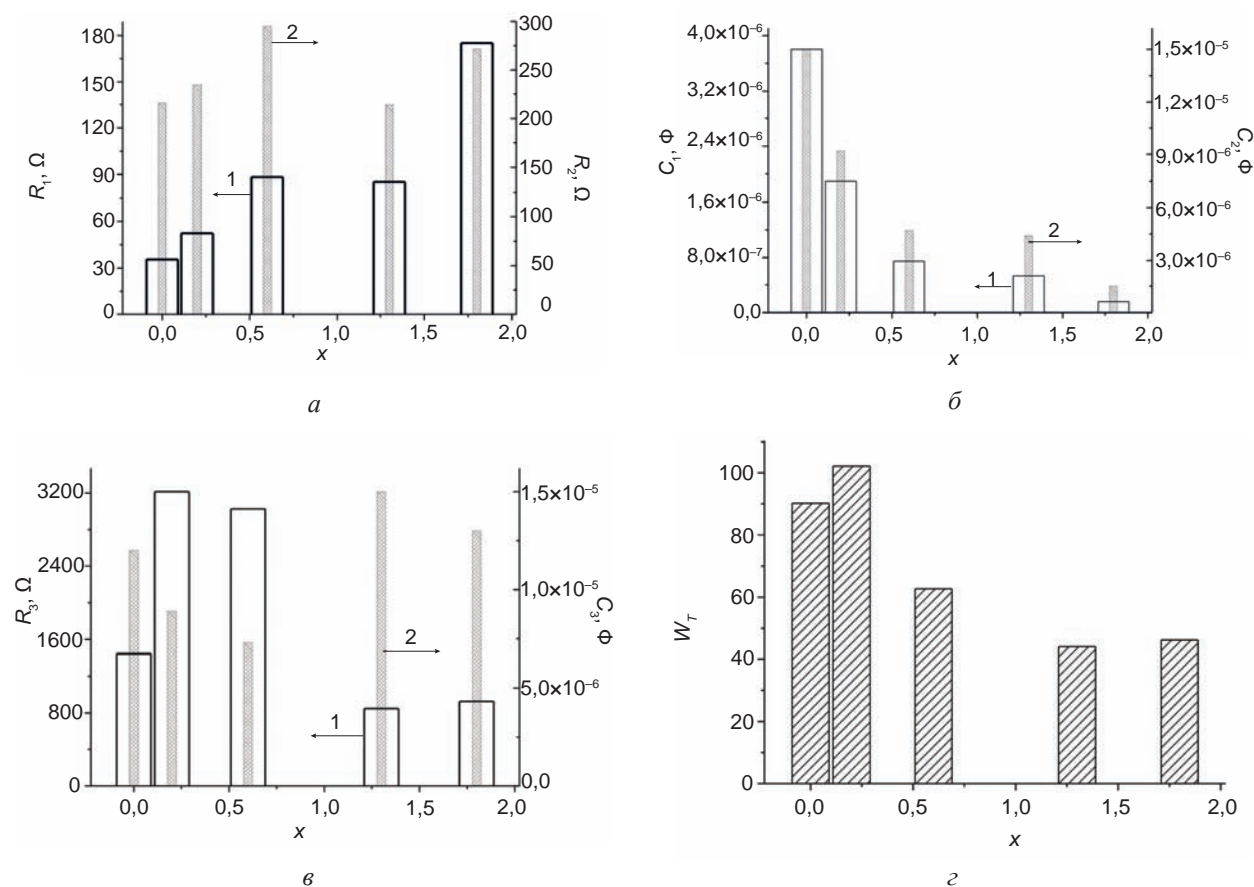 180
150
120
90
60
30
0
R₁, Ω
300
250
200
150
100
50
0
R₂, Ω
2
1
0,0 0,5 1,0 1,5 2,0
x
а
4,0×10⁻⁶
3,2×10⁻⁶
2,4×10⁻⁶
1,6×10⁻⁶
8,0×10⁻⁷
0,0
C₁, Ф
1,5×10⁻⁵
1,2×10⁻⁵
9,0×10⁻⁶
6,0×10⁻⁶
3,0×10⁻⁶
C₂, Ф
2
1
0,0 0,5 1,0 1,5 2,0
x
б
3200
2400
1600
800
0
R₃, Ω
1,5×10⁻⁵
1,0×10⁻⁵
5,0×10⁻⁶
0,0
C₃, Ф
2
1
0,0 0,5 1,0 1,5 2,0
x
в
100
80
60
40
20
0
W_T
0,0 0,5 1,0 1,5 2,0
x
г